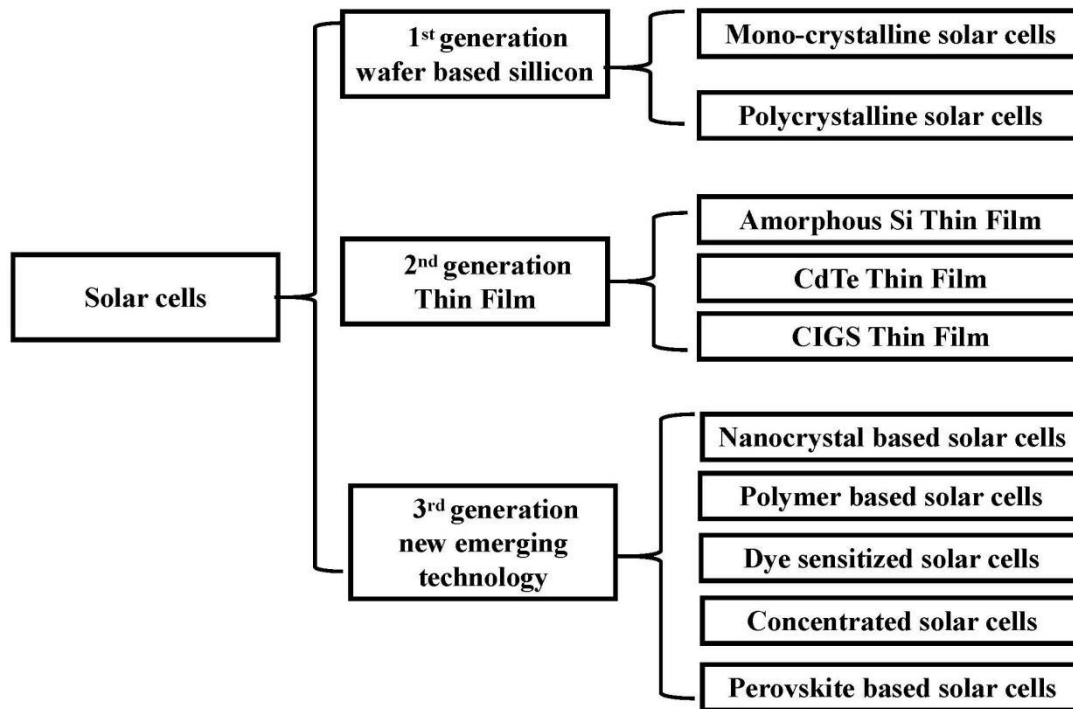 Solar cells
1st generation
wafer based sillicon
Mono-crystalline solar cells
Polycrystalline solar cells
2nd generation
Thin Film
Amorphous Si Thin Film
CdTe Thin Film
CIGS Thin Film
3rd generation
new emerging
technology
Nanocrystal based solar cells
Polymer based solar cells
Dye sensitized solar cells
Concentrated solar cells
Perovskite based solar cells